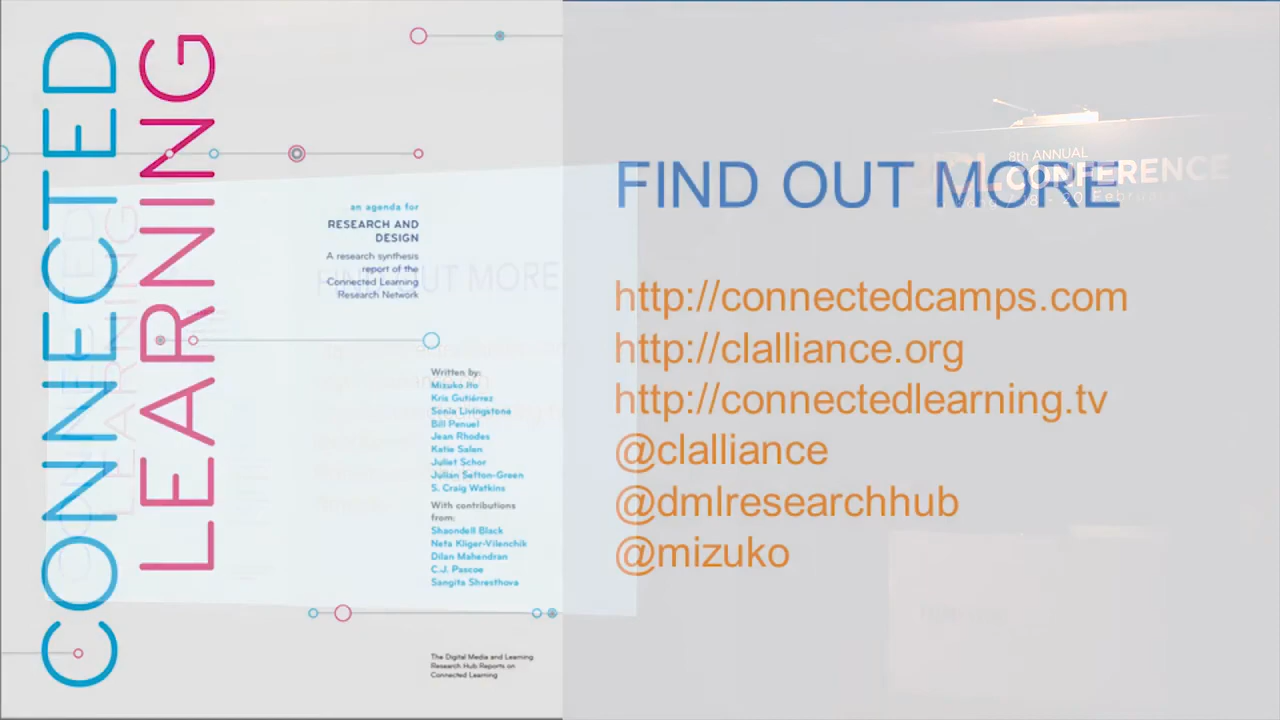 CONNECTED
LEARNING
an agenda for
RESEARCH AND
DESIGN
A research synthesis
report of the
Connected Learning
Research Network
Written by:
Mizuko Ito
Kris Gutiérrez
Sonia Livingstone
Bill Penuel
Jean Rhodes
Katie Salen
Juliet Schor
Julian Sefton-Green
S. Craig Watkins
With contributions
from:
Shaondell Black
Neta Kliger-Vilenchik
Dilan Mahendran
C.J. Pascoe
Sangita Shresthova
The Digital Media and Learning
Research Hub Reports on
Connected Learning
FIND OUT MORE
http://connectedcamps.com
http://clalliance.org
http://connectedlearning.tv
@clalliance
@dmlresearchhub
@mizuko
8th ANNUAL
CONFERENCE
FIND OUT MORE